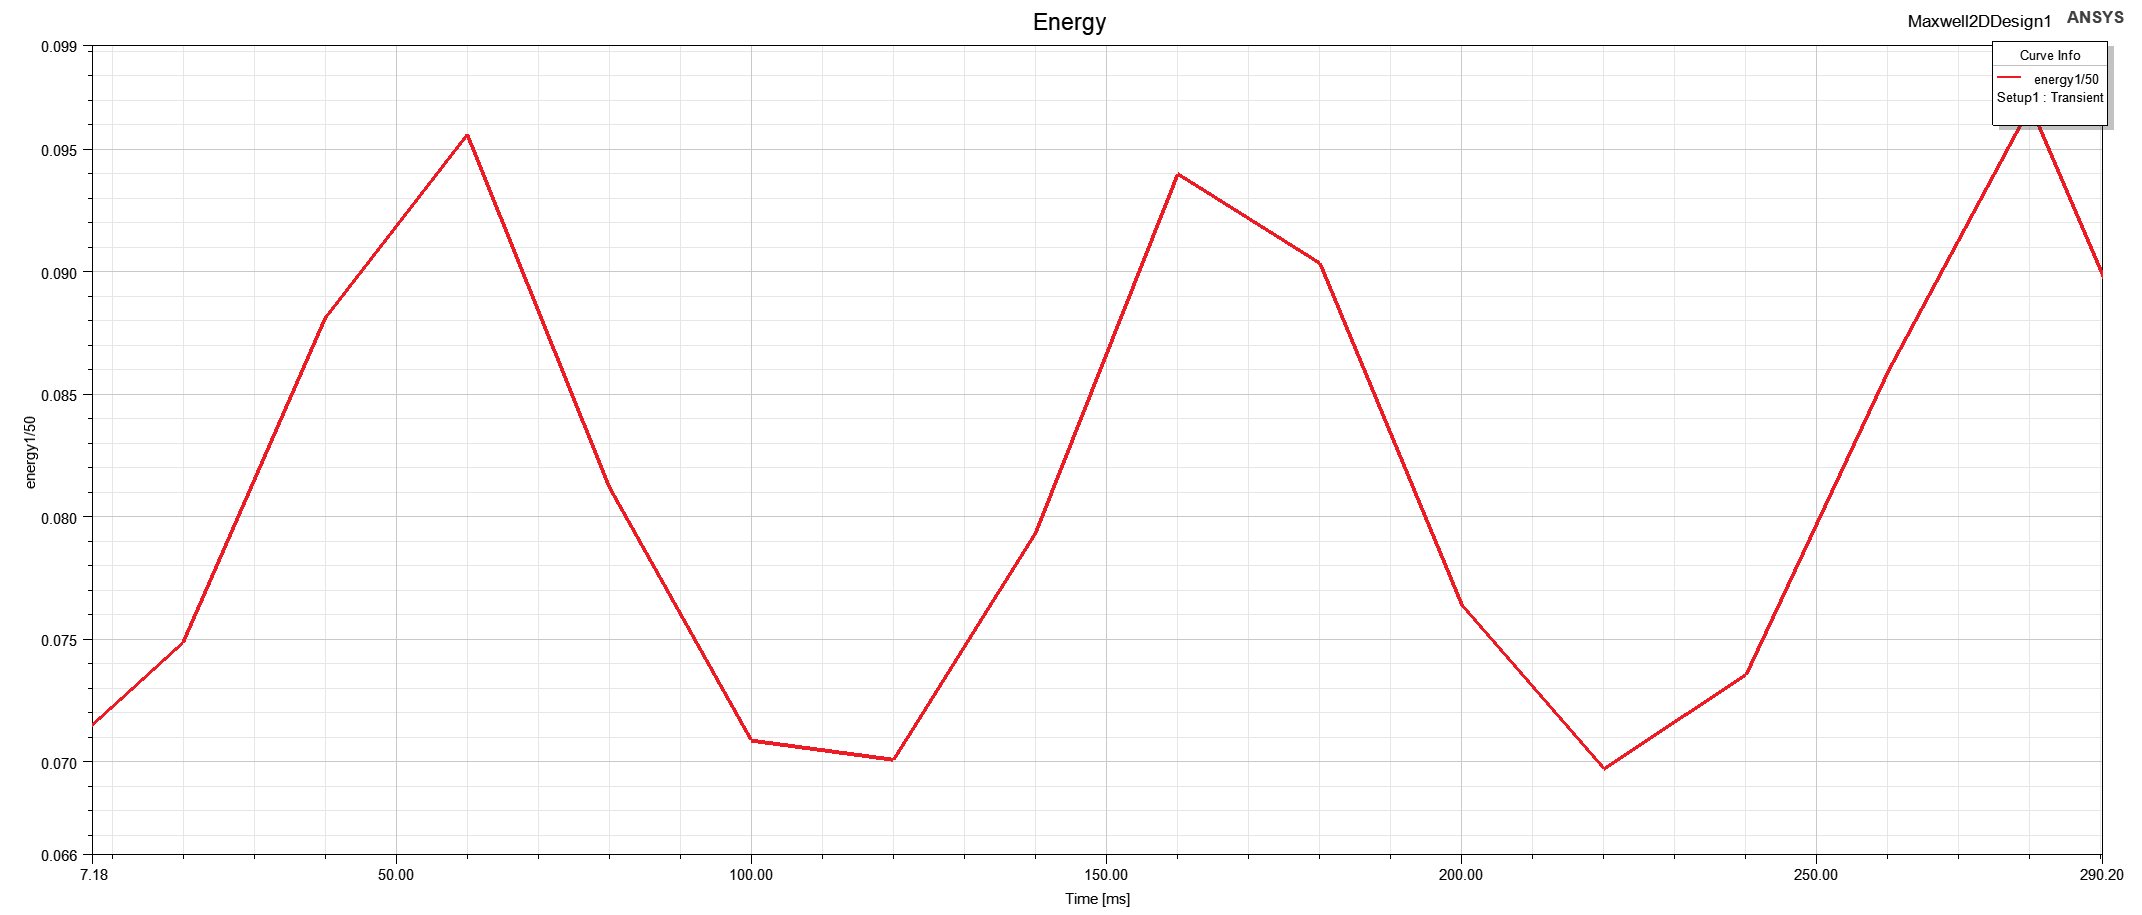 Energy
Maxwell2DDesign1 ANSYS
Curve Info
energy1/50
Setup1 : Transient
0.099
0.095
0.090
0.085
0.080
0.075
0.070
0.066
energy1/50
7.18 50.00 100.00 150.00 200.00 250.00 290.20
Time [ms]